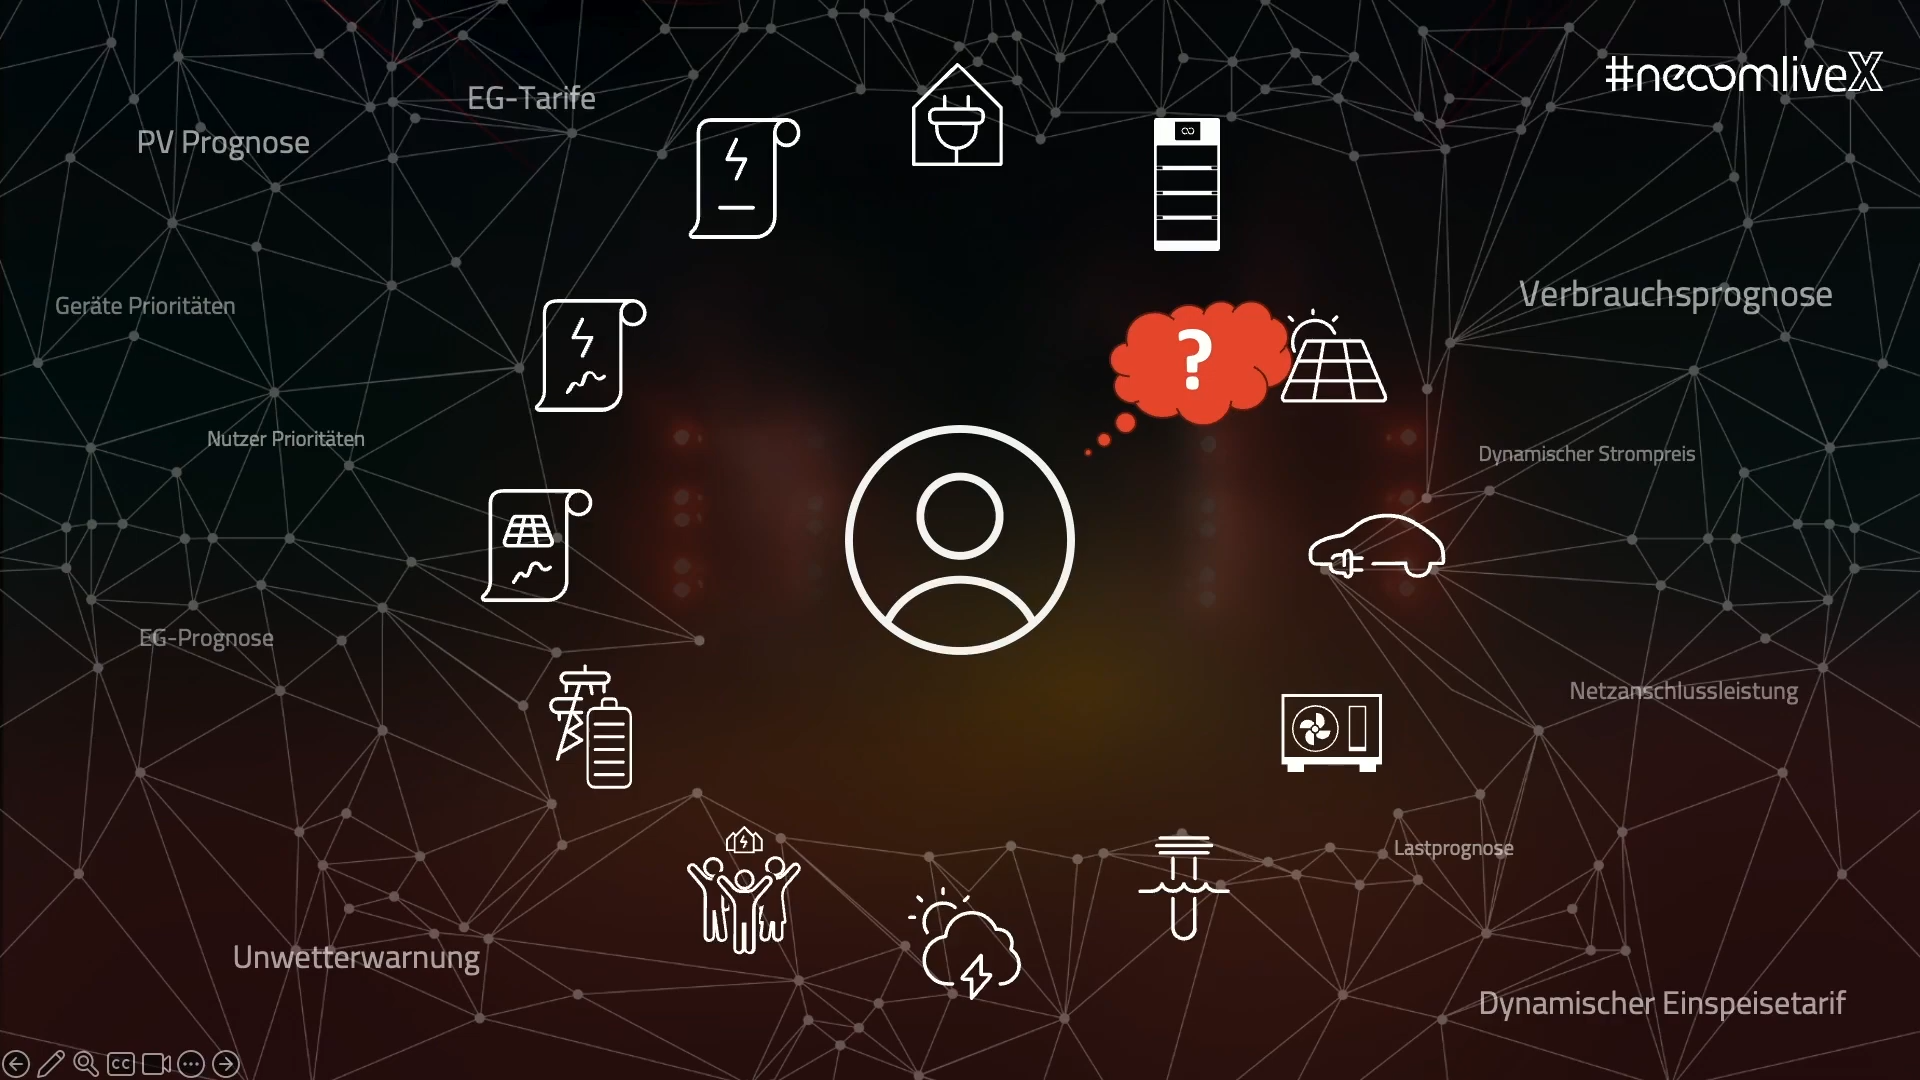 #neoomliveX
EG-Tarife
PV Prognose
Verbrauchsprognose
Geräte Prioritäten
?
Nutzer Prioritäten
Dynamischer Strompreis
EG-Prognose
Netzanschlussleistung
Lastprognose
Unwetterwarnung
Dynamischer Einspeisetarif
CC